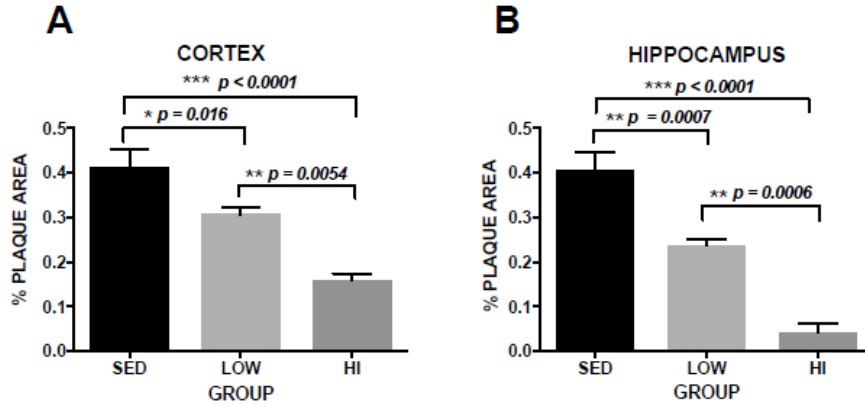 A
CORTEX
*** p < 0.0001
* p = 0.016
** p = 0.0054
% PLAQUE AREA
0.5
0.4
0.3
0.2
0.1
0.0
SED LOW HI
GROUP
B
HIPPOCAMPUS
*** p < 0.0001
** p = 0.0007
** p = 0.0006
% PLAQUE AREA
0.5
0.4
0.3
0.2
0.1
0.0
SED LOW HI
GROUP